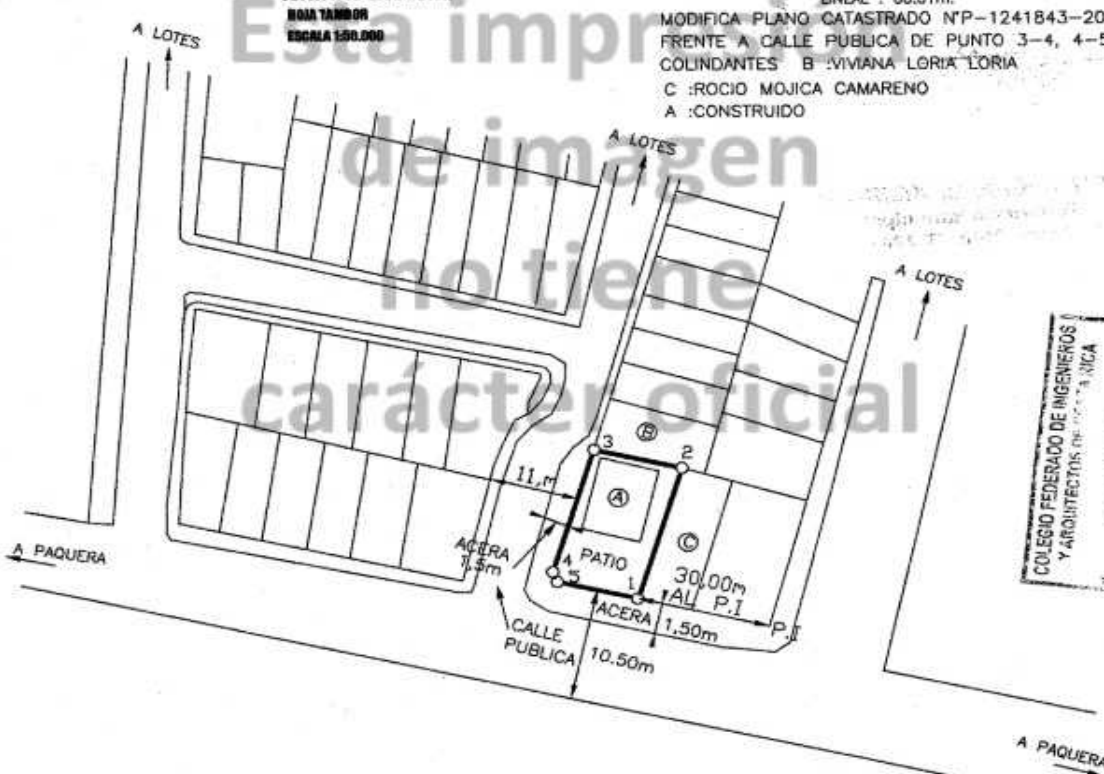 HOJA TAMBOR
ESCALA 1:50.000
MODIFICA PLANO CATASTRADO N°P-1241843-20
FRENTE A CALLE PUBLICA DE PUNTO 3-4, 4-5
COLINDANTES B :VIVIANA LORIA LORIA
C :ROCIO MOJICA CAMARENO
A :CONSTRUIDO
Esta impresión
de imagen
no tiene
carácter oficial
A LOTES
A LOTES
A LOTES
COLEGIO FEDERADO DE INGENIEROS
Y ARQUITECTOS DE COSTA RICA
B
3
2
11,m
A
C
ACERA
1,5m
PATIO
4
5
30,00m
AL P.I
1
P.I
ACERA
1,50m
CALLE
PUBLICA
10.50m
A PAQUERA
A PAQUERA